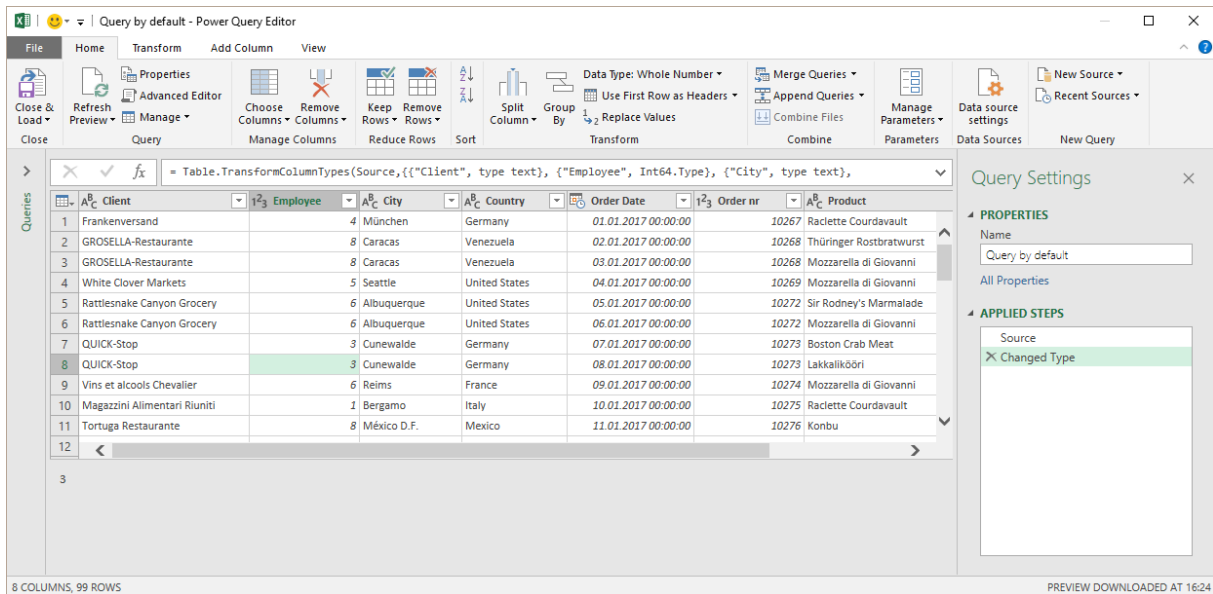 Query by default - Power Query Editor
File Home Transform Add Column View
Close & Load
Close
Refresh Preview
Properties
Advanced Editor
Manage
Query
Choose Columns
Remove Columns
Manage Columns
Keep Rows
Remove Rows
Reduce Rows
Sort
Split Column
Group By
Data Type: Whole Number
Use First Row as Headers
Replace Values
Transform
Merge Queries
Append Queries
Combine Files
Combine
Manage Parameters
Parameters
Data source settings
Data Sources
New Source
Recent Sources
New Query
Queries
fx = Table.TransformColumnTypes(Source,{{"Client", type text}, {"Employee", Int64.Type}, {"City", type text},
ABC Client 123 Employee ABC City ABC Country Order Date 123 Order nr ABC Product
1 Frankenversand 4 München Germany 01.01.2017 00:00:00 10267 Raclette Courdavault
2 GROSELLA-Restaurante 8 Caracas Venezuela 02.01.2017 00:00:00 10268 Thüringer Rostbratwurst
3 GROSELLA-Restaurante 8 Caracas Venezuela 03.01.2017 00:00:00 10268 Mozzarella di Giovanni
4 White Clover Markets 5 Seattle United States 04.01.2017 00:00:00 10269 Mozzarella di Giovanni
5 Rattlesnake Canyon Grocery 6 Albuquerque United States 05.01.2017 00:00:00 10272 Sir Rodney's Marmalade
6 Rattlesnake Canyon Grocery 6 Albuquerque United States 06.01.2017 00:00:00 10272 Mozzarella di Giovanni
7 QUICK-Stop 3 Cunewalde Germany 07.01.2017 00:00:00 10273 Boston Crab Meat
8 QUICK-Stop 3 Cunewalde Germany 08.01.2017 00:00:00 10273 Lakkalikööri
9 Vins et alcools Chevalier 6 Reims France 09.01.2017 00:00:00 10274 Mozzarella di Giovanni
10 Magazzini Alimentari Riuniti 1 Bergamo Italy 10.01.2017 00:00:00 10275 Raclette Courdavault
11 Tortuga Restaurante 8 México D.F. Mexico 11.01.2017 00:00:00 10276 Konbu
12
3
Query Settings
PROPERTIES
Name
Query by default
All Properties
APPLIED STEPS
Source
Changed Type
8 COLUMNS, 99 ROWS
PREVIEW DOWNLOADED AT 16:24